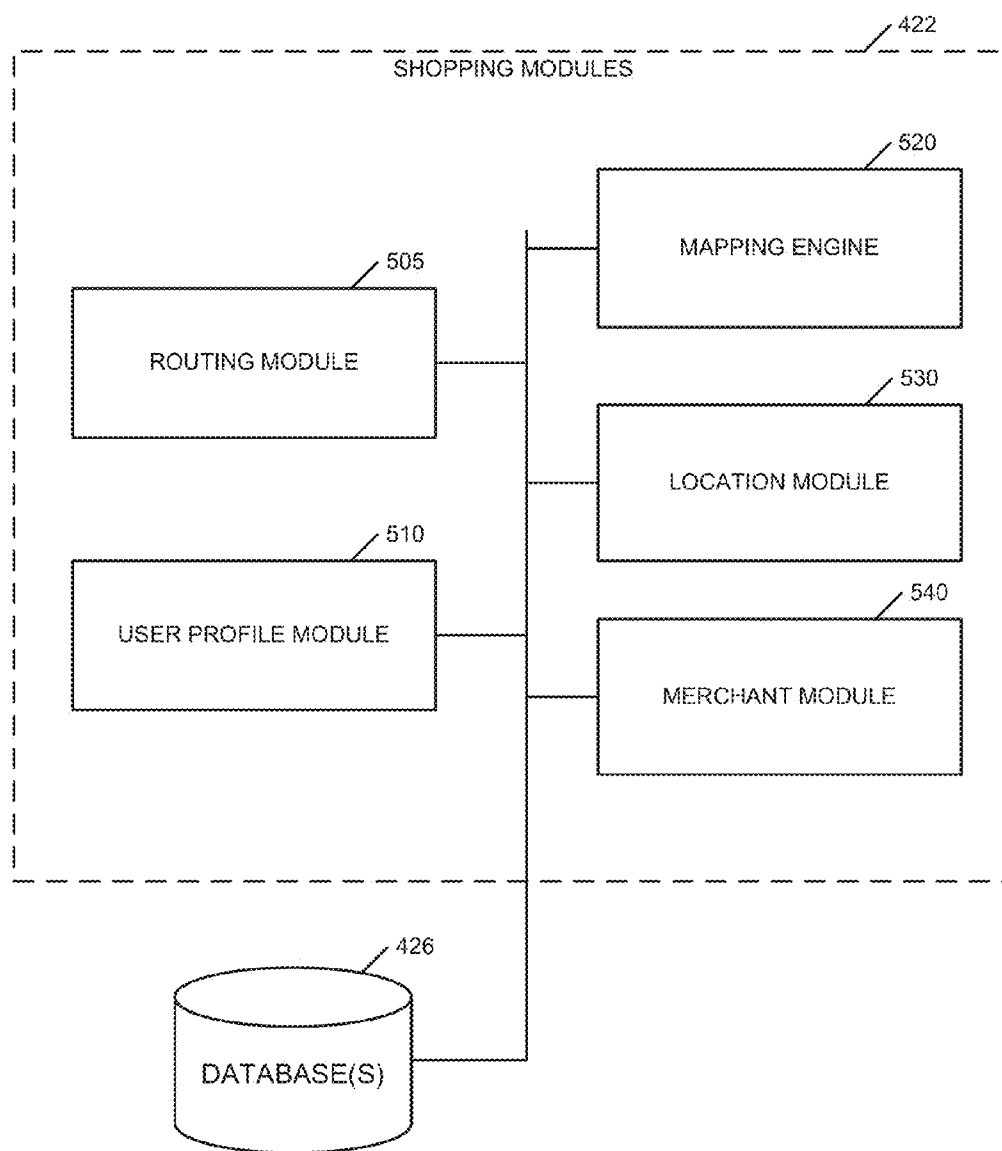 422
SHOPPING MODULES
520
MAPPING ENGINE
505
ROUTING MODULE
530
LOCATION MODULE
510
USER PROFILE MODULE
540
MERCHANT MODULE
426
DATABASE(S)